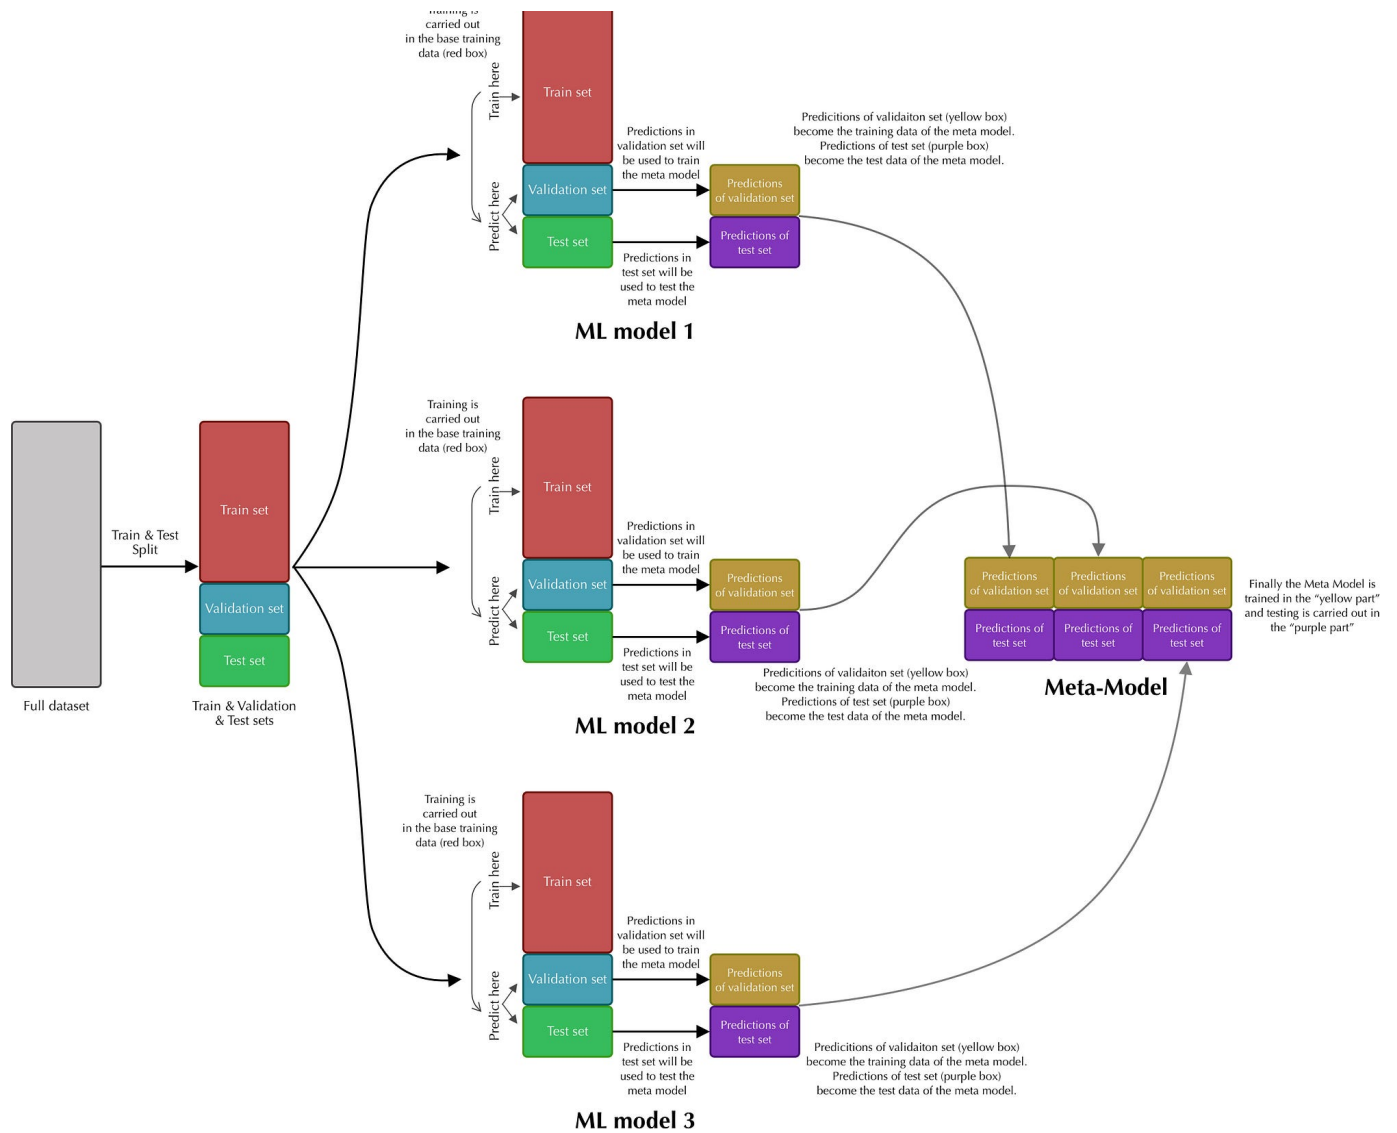 Training is
carried out
in the base training
data (red box)
Train here
Predict here
Train set
Validation set
Test set
Predictions in
validation set will
be used to train
the meta model
Predictions in
test set will be
used to test the
meta model
Predictions
of validation set
Predictions of
test set
Predicitions of validaiton set (yellow box)
become the training data of the meta model.
Predictions of test set (purple box)
become the test data of the meta model.
ML model 1
Full dataset
Train & Test
Split
Train set
Validation set
Test set
Train & Validation
& Test sets
Training is
carried out
in the base training
data (red box)
Train here
Predict here
Train set
Validation set
Test set
Predictions in
validation set will
be used to train
the meta model
Predictions in
test set will be
used to test the
meta model
Predictions
of validation set
Predictions of
test set
Predicitions of validaiton set (yellow box)
become the training data of the meta model.
Predictions of test set (purple box)
become the test data of the meta model.
ML model 2
Predictions
of validation set
Predictions
of validation set
Predictions
of validation set
Predictions of
test set
Predictions of
test set
Predictions of
test set
Meta-Model
Finally the Meta Model is
trained in the “yellow part”
and testing is carried out in
the “purple part”
Training is
carried out
in the base training
data (red box)
Train here
Predict here
Train set
Validation set
Test set
Predictions in
validation set will
be used to train
the meta model
Predictions in
test set will be
used to test the
meta model
Predictions
of validation set
Predictions of
test set
Predicitions of validaiton set (yellow box)
become the training data of the meta model.
Predictions of test set (purple box)
become the test data of the meta model.
ML model 3